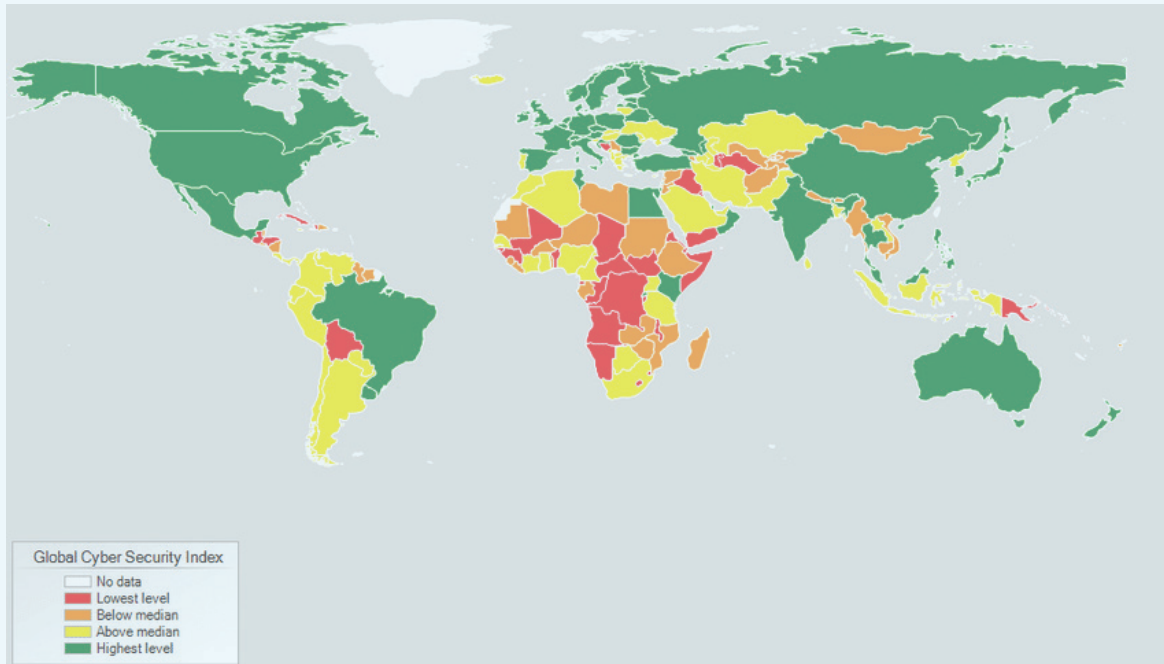 Global Cyber Security Index
No data
Lowest level
Below median
Above median
Highest level